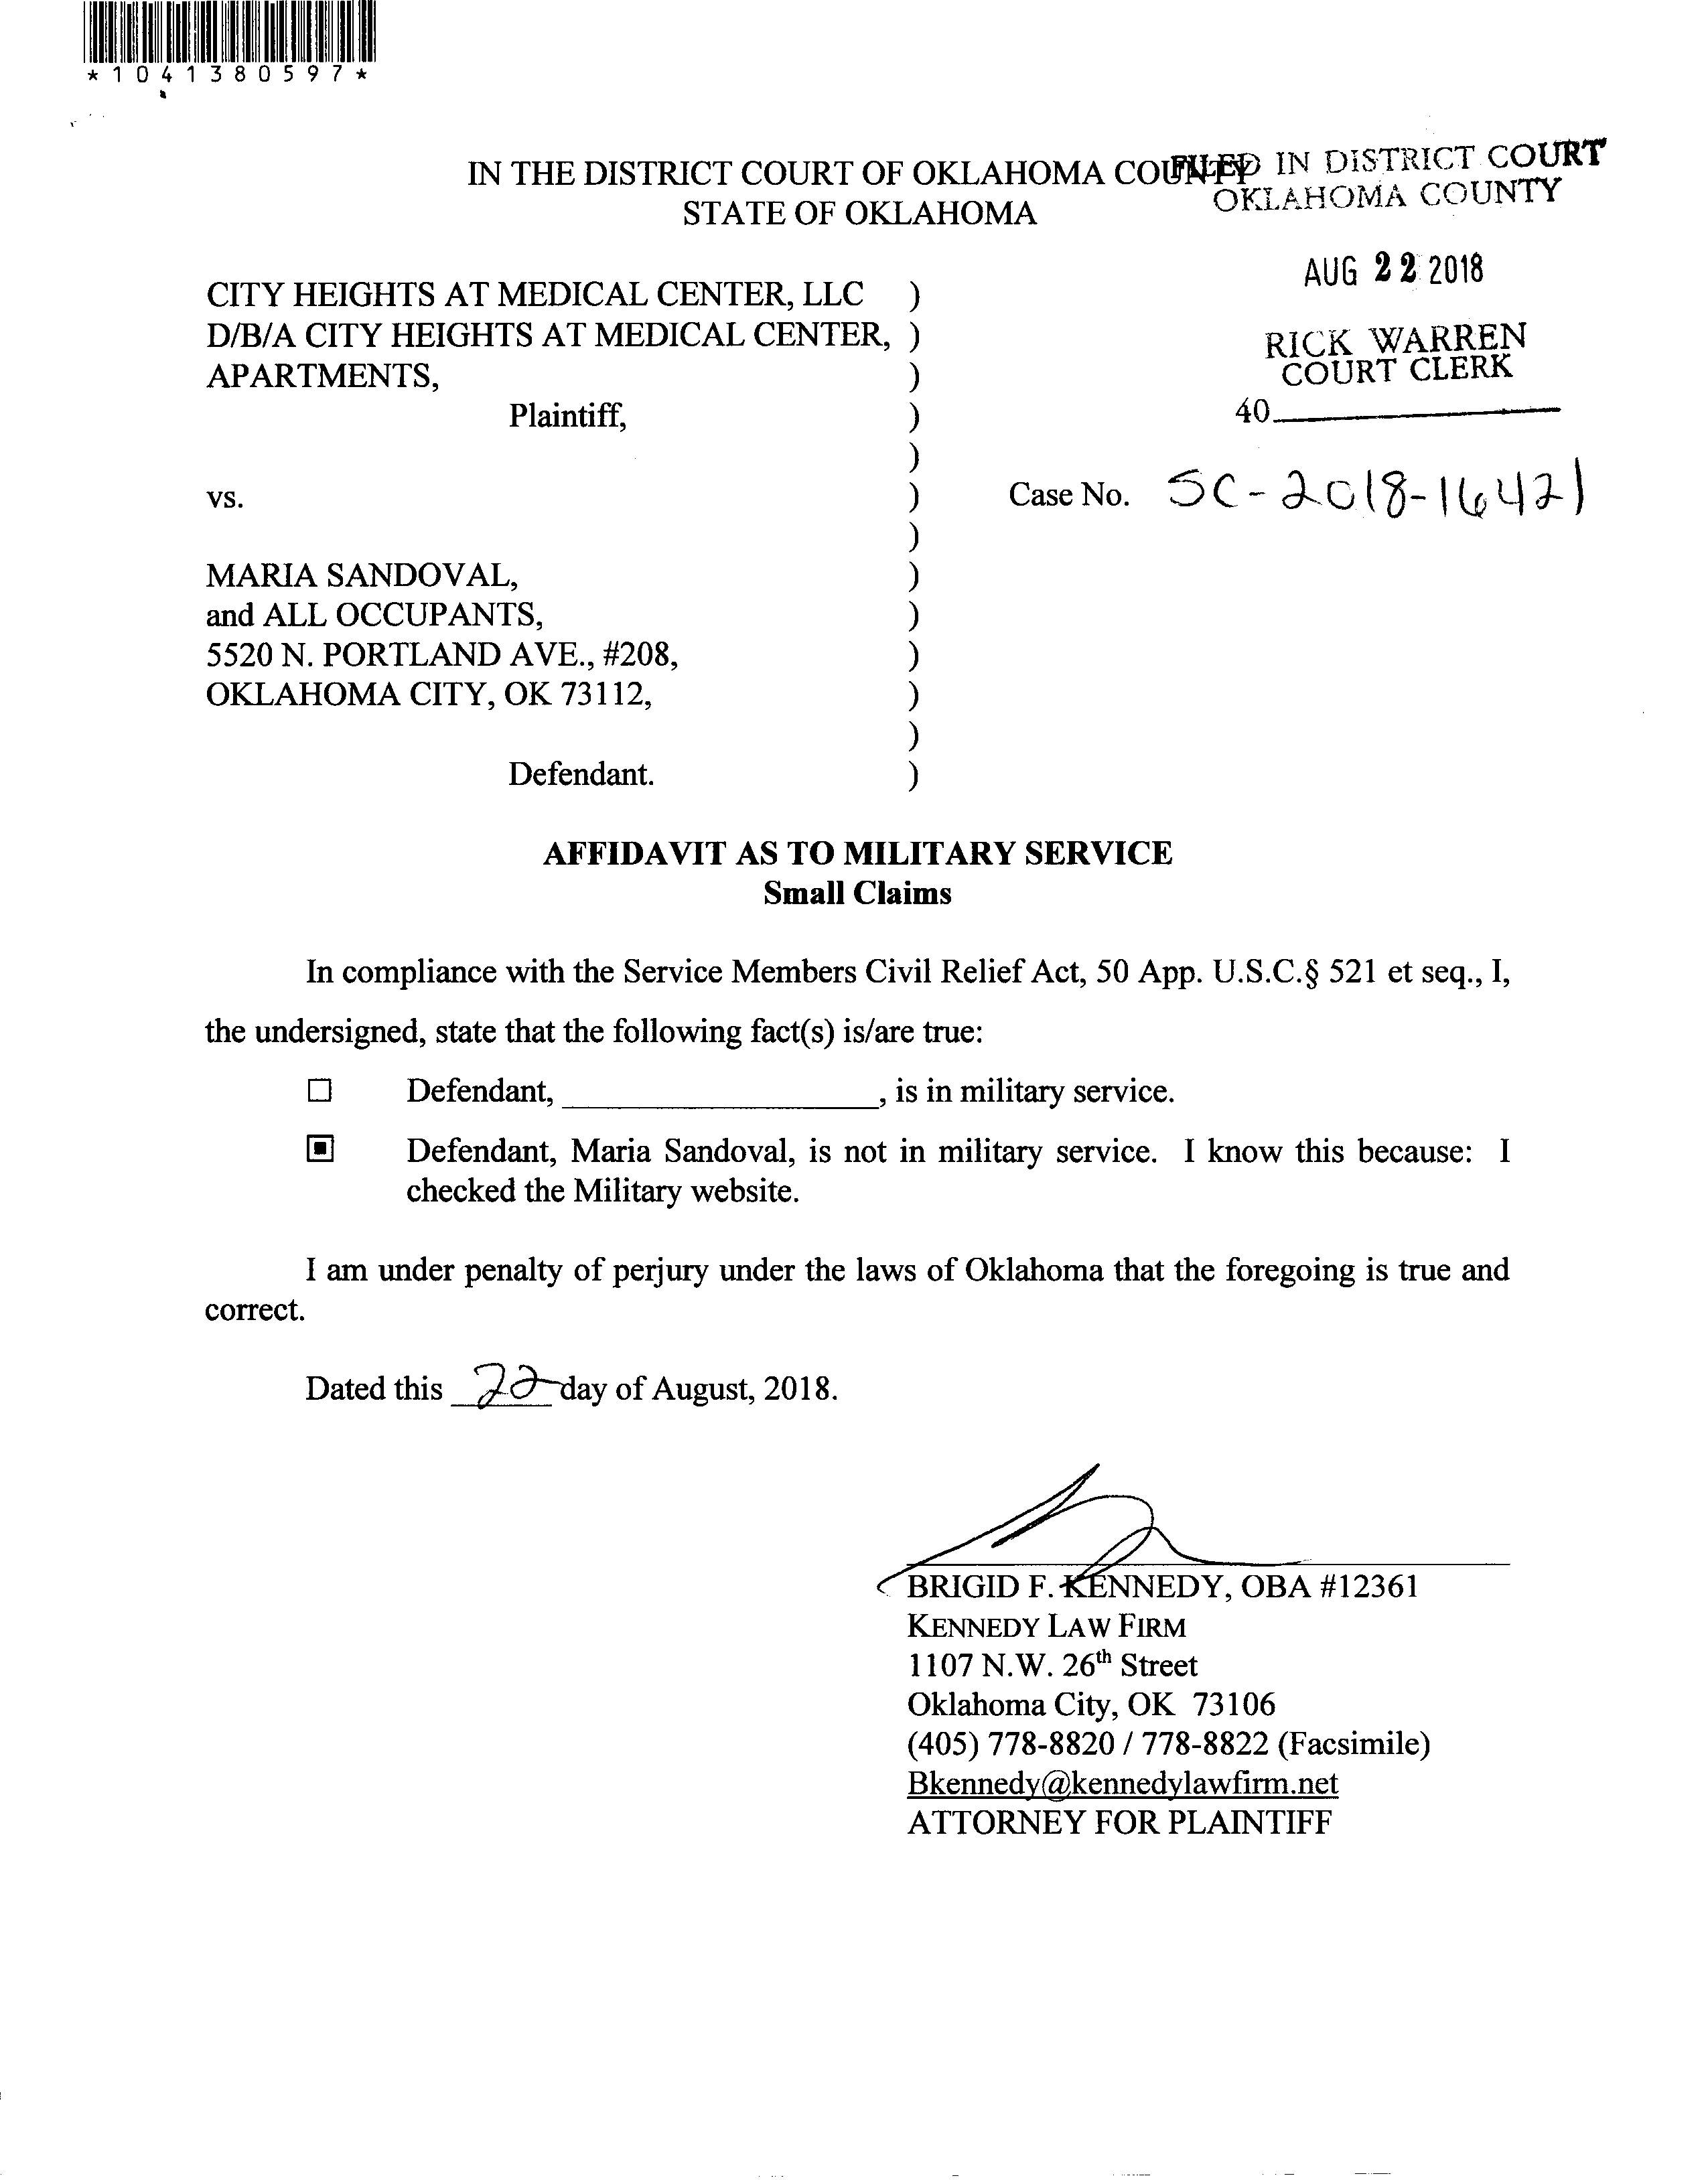 *1041380597*
IN THE DISTRICT COURT OF OKLAHOMA COUNTY
STATE OF OKLAHOMA
FILED IN DISTRICT COURT
OKLAHOMA COUNTY
AUG 22 2018
RICK WARREN
COURT CLERK
40
CITY HEIGHTS AT MEDICAL CENTER, LLC )
D/B/A CITY HEIGHTS AT MEDICAL CENTER, )
APARTMENTS, )
Plaintiff, )
)
vs. ) Case No. SC-2018-16421
)
MARIA SANDOVAL, )
and ALL OCCUPANTS, )
5520 N. PORTLAND AVE., #208, )
OKLAHOMA CITY, OK 73112, )
)
Defendant. )
AFFIDAVIT AS TO MILITARY SERVICE
Small Claims
In compliance with the Service Members Civil Relief Act, 50 App. U.S.C.§ 521 et seq., I,
the undersigned, state that the following fact(s) is/are true:
☐ Defendant, ____________________, is in military service.
▣ Defendant, Maria Sandoval, is not in military service. I know this because: I
checked the Military website.
I am under penalty of perjury under the laws of Oklahoma that the foregoing is true and
correct.
Dated this 22 day of August, 2018.
BRIGID F. KENNEDY, OBA #12361
KENNEDY LAW FIRM
1107 N.W. 26th Street
Oklahoma City, OK 73106
(405) 778-8820 / 778-8822 (Facsimile)
Bkennedy@kennedylawfirm.net
ATTORNEY FOR PLAINTIFF